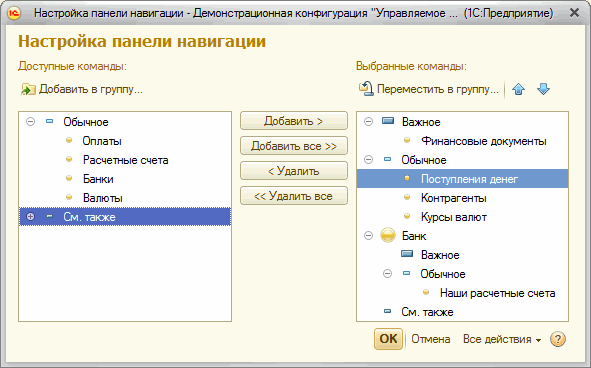 Настройка панели навигации - Демонстрационная конфигурация "Управляемое ... (1С:Предприятие)
Настройка панели навигации
Доступные команды:
Добавить в группу...
Обычное
Оплаты
Расчетные счета
Банки
Валюты
См. также
Добавить >
Добавить все >>
< Удалить
<< Удалить все
Выбранные команды:
Переместить в группу...
Важное
Финансовые документы
Обычное
Поступления денег
Контрагенты
Курсы валют
Банк
Важное
Обычное
Наши расчетные счета
См. также
OK Отмена Все действия ?